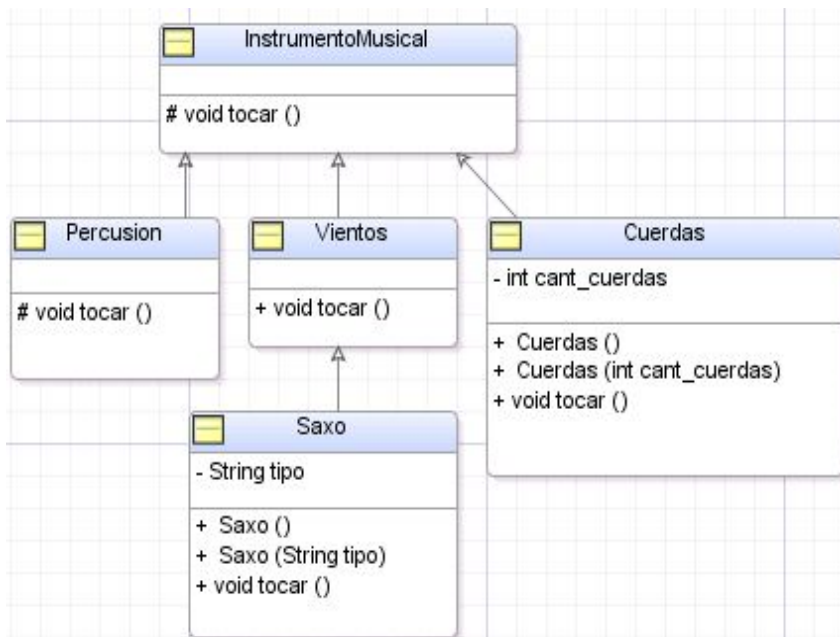 InstrumentoMusical
# void tocar ()
Percusion
# void tocar ()
Vientos
+ void tocar ()
Cuerdas
- int cant_cuerdas
+ Cuerdas ()
+ Cuerdas (int cant_cuerdas)
+ void tocar ()
Saxo
- String tipo
+ Saxo ()
+ Saxo (String tipo)
+ void tocar ()